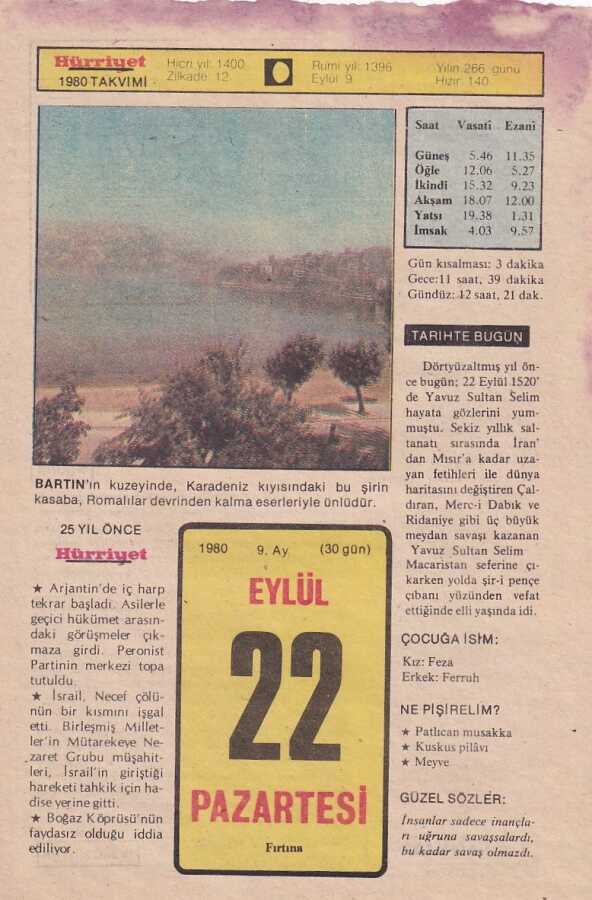 Hürriyet
1980 TAKVİMİ
Hicri yıl: 1400
Zilkade 12
Rumi yıl: 1396
Eylül 9
Yılın 266. günü
Hızır 140
Saat Vasati Ezani
Güneş 5.46 11.35
Öğle 12.06 5.27
İkindi 15.32 9.23
Akşam 18.07 12.00
Yatsı 19.38 1.31
İmsak 4.03 9.57
Gün kısalması: 3 dakika
Gece:11 saat, 39 dakika
Gündüz: 12 saat, 21 dak.
TARIHTE BUGÜN
Dörtyüzaltmış yıl ön-
ce bugün; 22 Eylül 1520'
de Yavuz Sultan Selim
hayata gözlerini yum-
muştu. Sekiz yıllık sal-
tanatı sırasında İran'
dan Mısır'a kadar uza-
yan fetihleri ile dünya
haritasını değiştiren Çal-
dıran, Merc-i Dabık ve
Ridaniye gibi üç büyük
meydan savaşı kazanan
Yavuz Sultan Selim
Macaristan seferine çı-
karken yolda şir-i pençe
çıbanı yüzünden vefat
ettiğinde elli yaşında idi.
BARTIN'ın kuzeyinde, Karadeniz kıyısındaki bu şirin
kasaba, Romalılar devrinden kalma eserleriyle ünlüdür.
25 YIL ÖNCE
Hürriyet
★ Arjantin'de iç harp
tekrar başladı. Asilerle
geçici hükümet arasın-
daki görüşmeler çık-
maza girdi. Peronist
Partinin merkezi topa
tutuldu.
★ İsrail, Necef çölü-
nün bir kısmını işgal
etti. Birleşmiş Millet-
ler'in Mütarekeye Ne-
zaret Grubu müşahit-
leri, İsrail'in giriştiği
hareketi tahkik için ha-
dise yerine gitti.
★ Boğaz Köprüsü'nün
faydasız olduğu iddia
ediliyor.
1980 9. Ay (30 gün)
EYLÜL
22
PAZARTESİ
Fırtına
ÇOCUĞA İSİM:
Kız: Feza
Erkek: Ferruh
NE PİŞİRELİM?
★ Patlıcan musakka
★ Kuskus pilâvı
★ Meyve
GÜZEL SÖZLER:
İnsanlar sadece inançla-
rı uğruna savaşsalardı,
bu kadar savaş olmazdı.